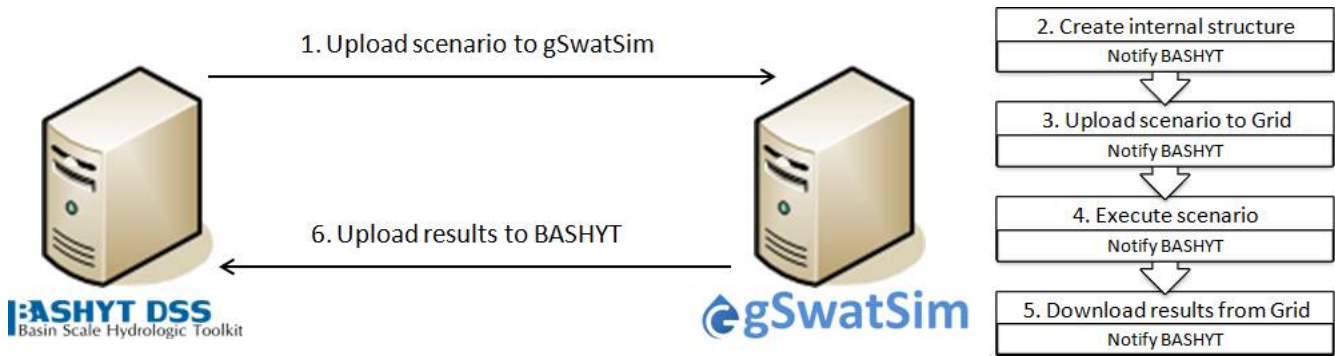 1. Upload scenario to gSwatSim
6. Upload results to BASHYT
BASHYT DSS
Basin Scale Hydrologic Toolkit
gSwatSim
2. Create internal structure
Notify BASHYT
3. Upload scenario to Grid
Notify BASHYT
4. Execute scenario
Notify BASHYT
5. Download results from Grid
Notify BASHYT